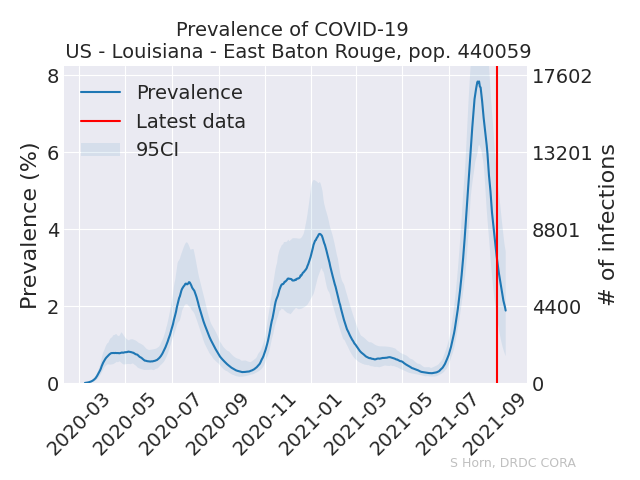 Prevalence of COVID-19
US - Louisiana - East Baton Rouge, pop. 440059
Prevalence
Latest data
95CI
Prevalence (%)
8
6
4
2
0
17602
13201
8801
4400
0
# of infections
2020-03
2020-05
2020-07
2020-09
2020-11
2021-01
2021-03
2021-05
2021-07
2021-09
S Horn, DRDC CORA